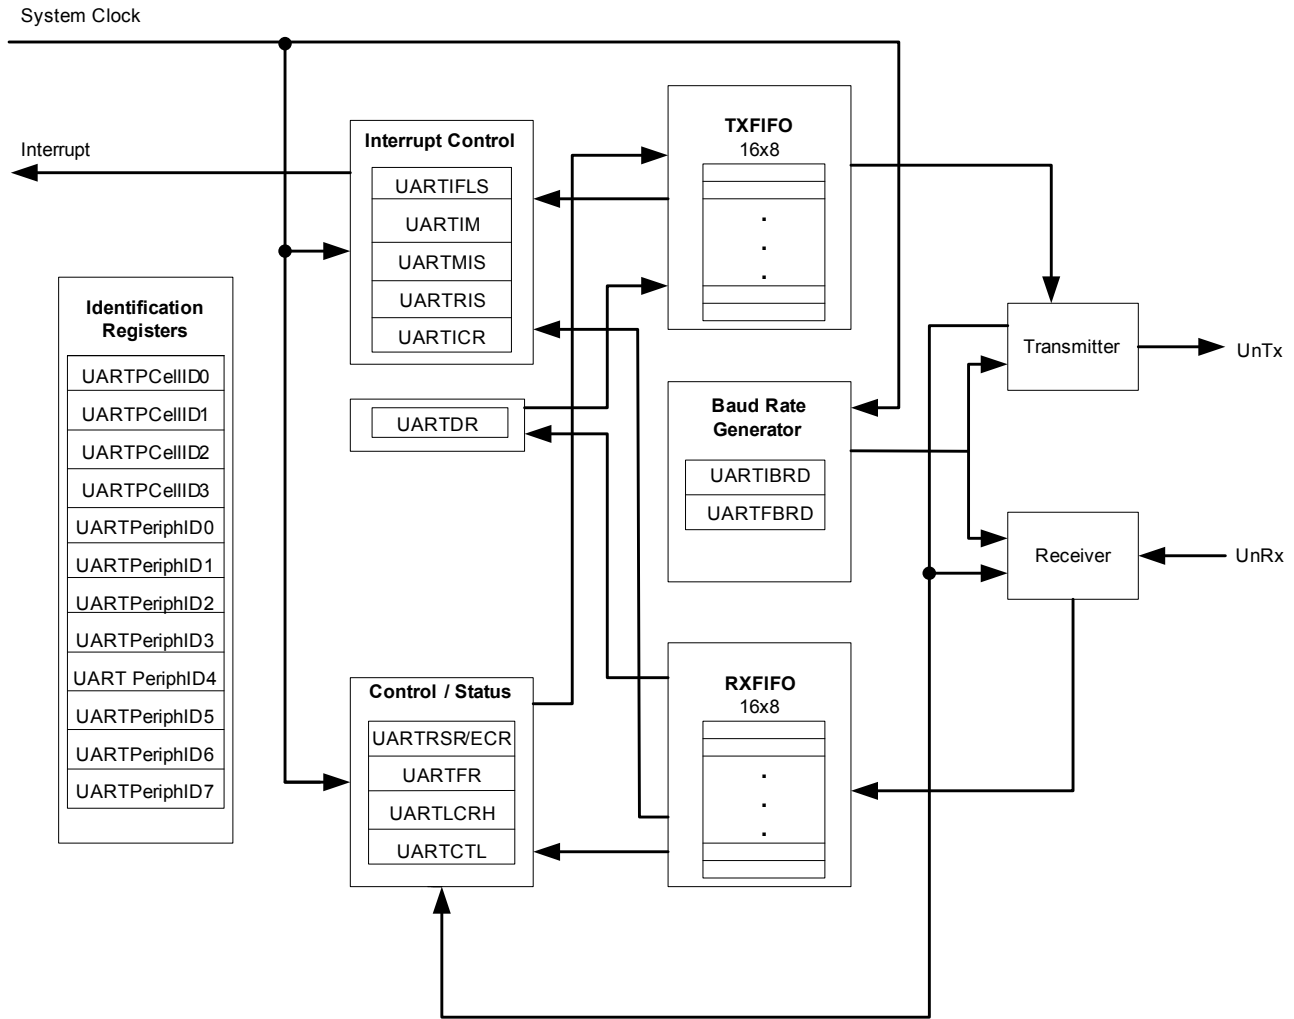 System Clock
Interrupt
Identification
Registers
UARTPCellID0
UARTPCellID1
UARTPCellID2
UARTPCellID3
UARTPeriphID0
UARTPeriphID1
UARTPeriphID2
UARTPeriphID3
UART PeriphID4
UARTPeriphID5
UARTPeriphID6
UARTPeriphID7
Interrupt Control
UARTIFLS
UARTIM
UARTMIS
UARTRIS
UARTICR
UARTDR
Control / Status
UARTRSR/ECR
UARTFR
UARTLCRH
UARTCTL
TXFIFO
16x8
.
.
.
Baud Rate
Generator
UARTIBRD
UARTFBRD
RXFIFO
16x8
.
.
.
Transmitter
UnTx
Receiver
UnRx